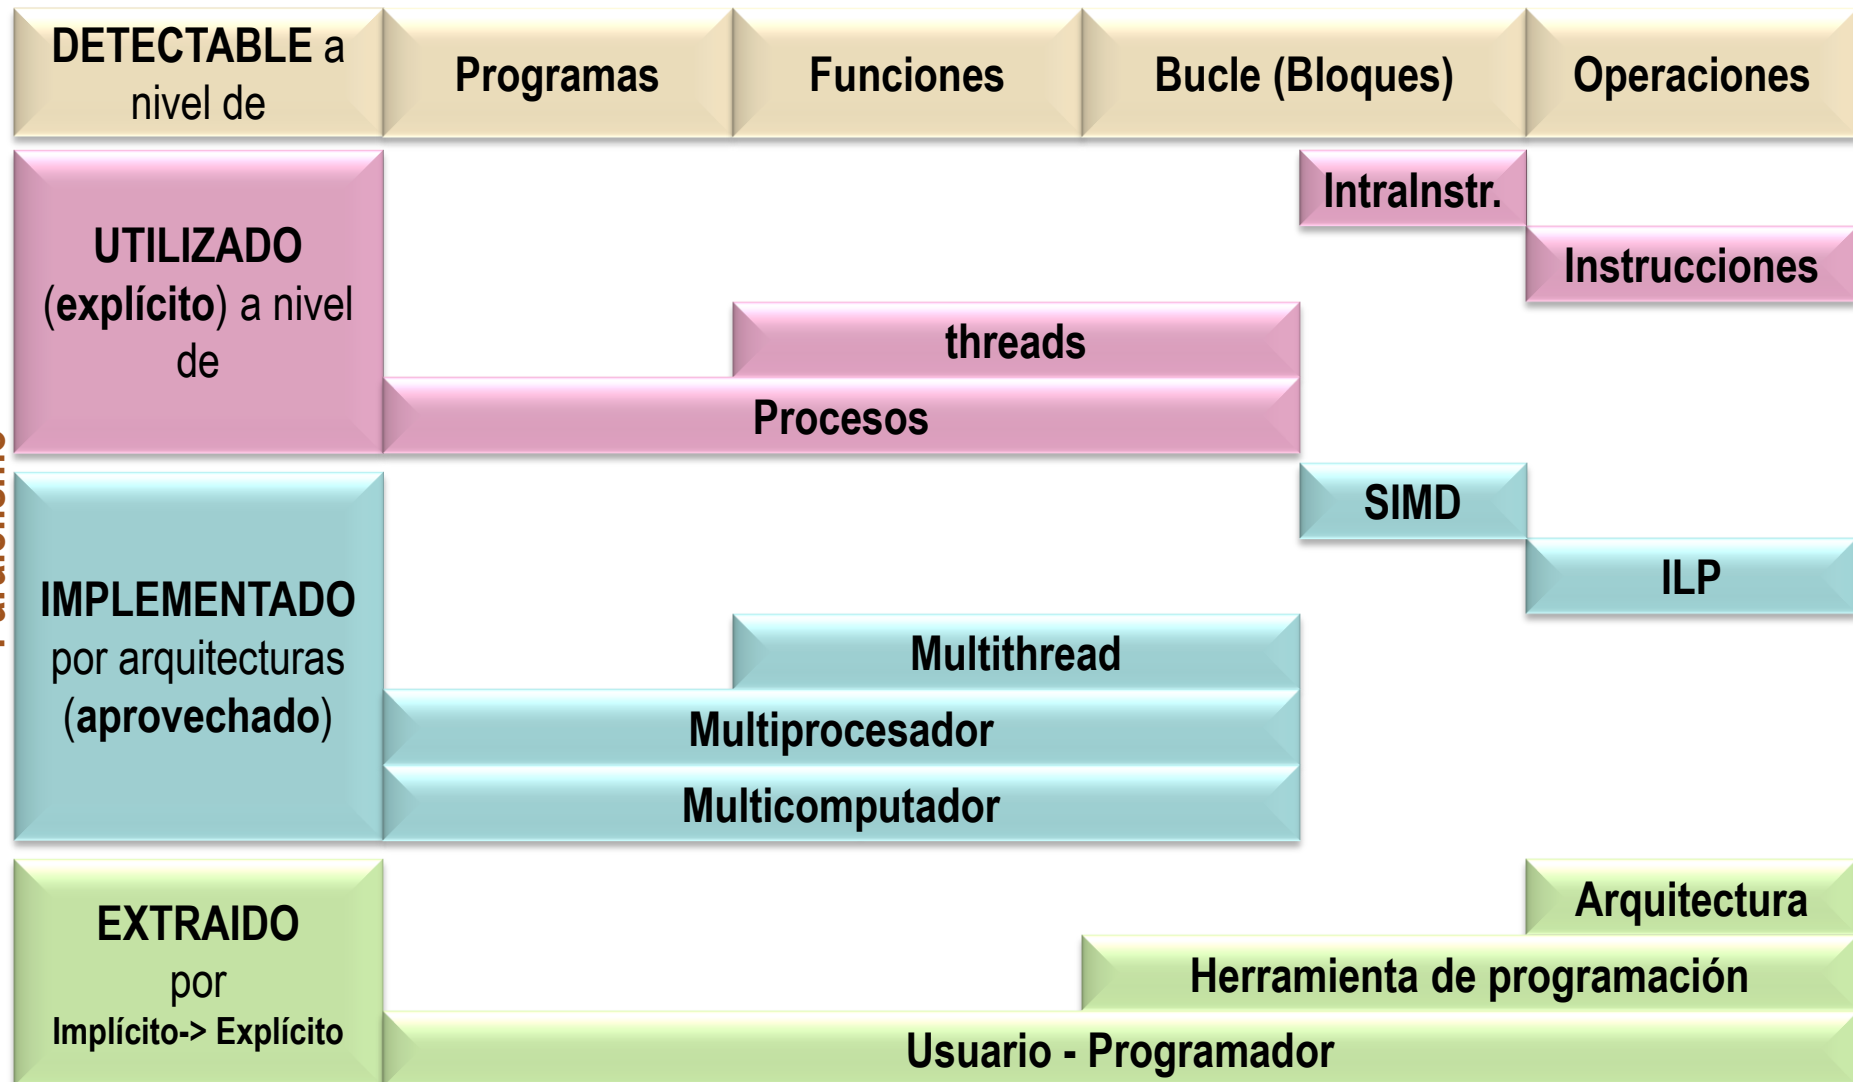 DETECTABLE a
nivel de
Programas
Funciones
Bucle (Bloques)
Operaciones
UTILIZADO
(explícito) a nivel
de
IntraInstr.
Instrucciones
threads
Procesos
IMPLEMENTADO
por arquitecturas
(aprovechado)
SIMD
ILP
Multithread
Multiprocesador
Multicomputador
EXTRAIDO
por
Implícito-> Explícito
Arquitectura
Herramienta de programación
Usuario - Programador